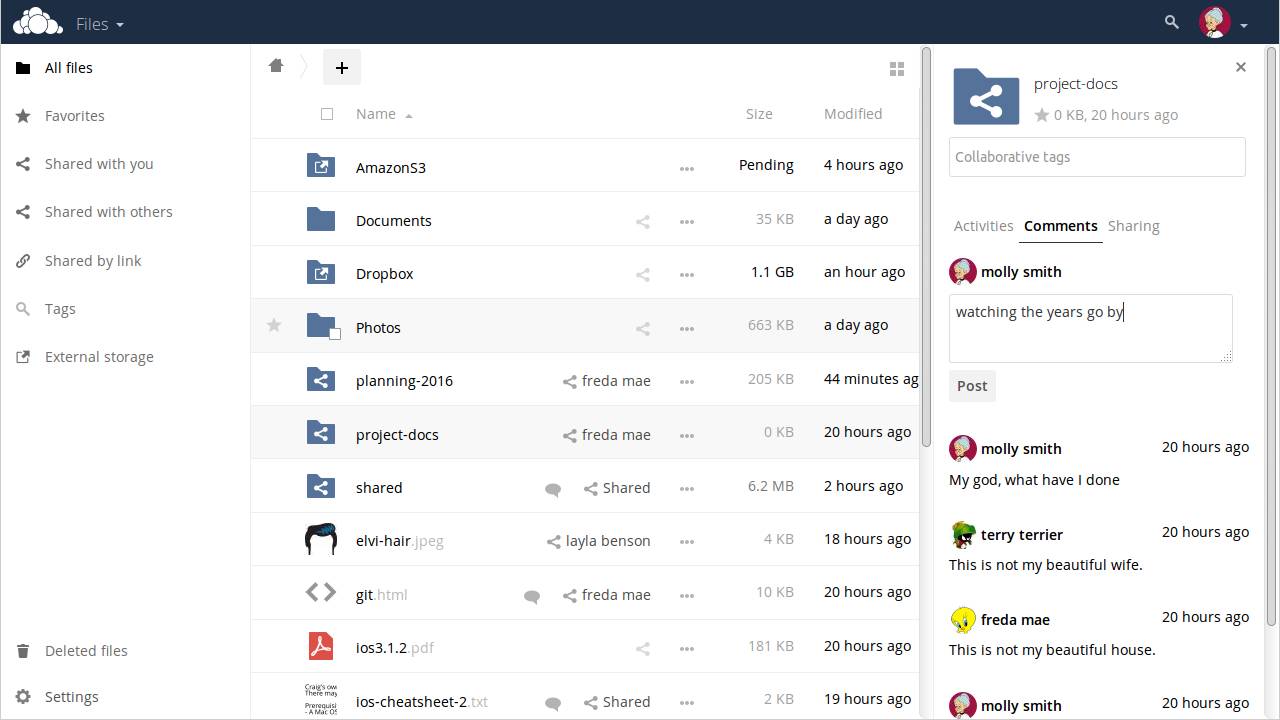 Files
All files
Favorites
Shared with you
Shared with others
Shared by link
Tags
External storage
Deleted files
Settings
+
Name Size Modified
AmazonS3 ... Pending 4 hours ago
Documents ... 35 KB a day ago
Dropbox ... 1.1 GB an hour ago
Photos ... 663 KB a day ago
planning-2016 freda mae ... 205 KB 44 minutes ag
project-docs freda mae ... 0 KB 20 hours ago
shared Shared ... 6.2 MB 2 hours ago
elvi-hair.jpeg layla benson ... 4 KB 18 hours ago
git.html freda mae ... 10 KB 20 hours ago
ios3.1.2.pdf ... 181 KB 20 hours ago
Craig's ow
There may
Prerequisi
- A Mac OS
ios-cheatsheet-2.txt Shared ... 2 KB 19 hours ago
project-docs
0 KB, 20 hours ago
Collaborative tags
Activities Comments Sharing
molly smith
watching the years go by
Post
molly smith 20 hours ago
My god, what have I done
terry terrier 20 hours ago
This is not my beautiful wife.
freda mae 20 hours ago
This is not my beautiful house.
molly smith 20 hours ago